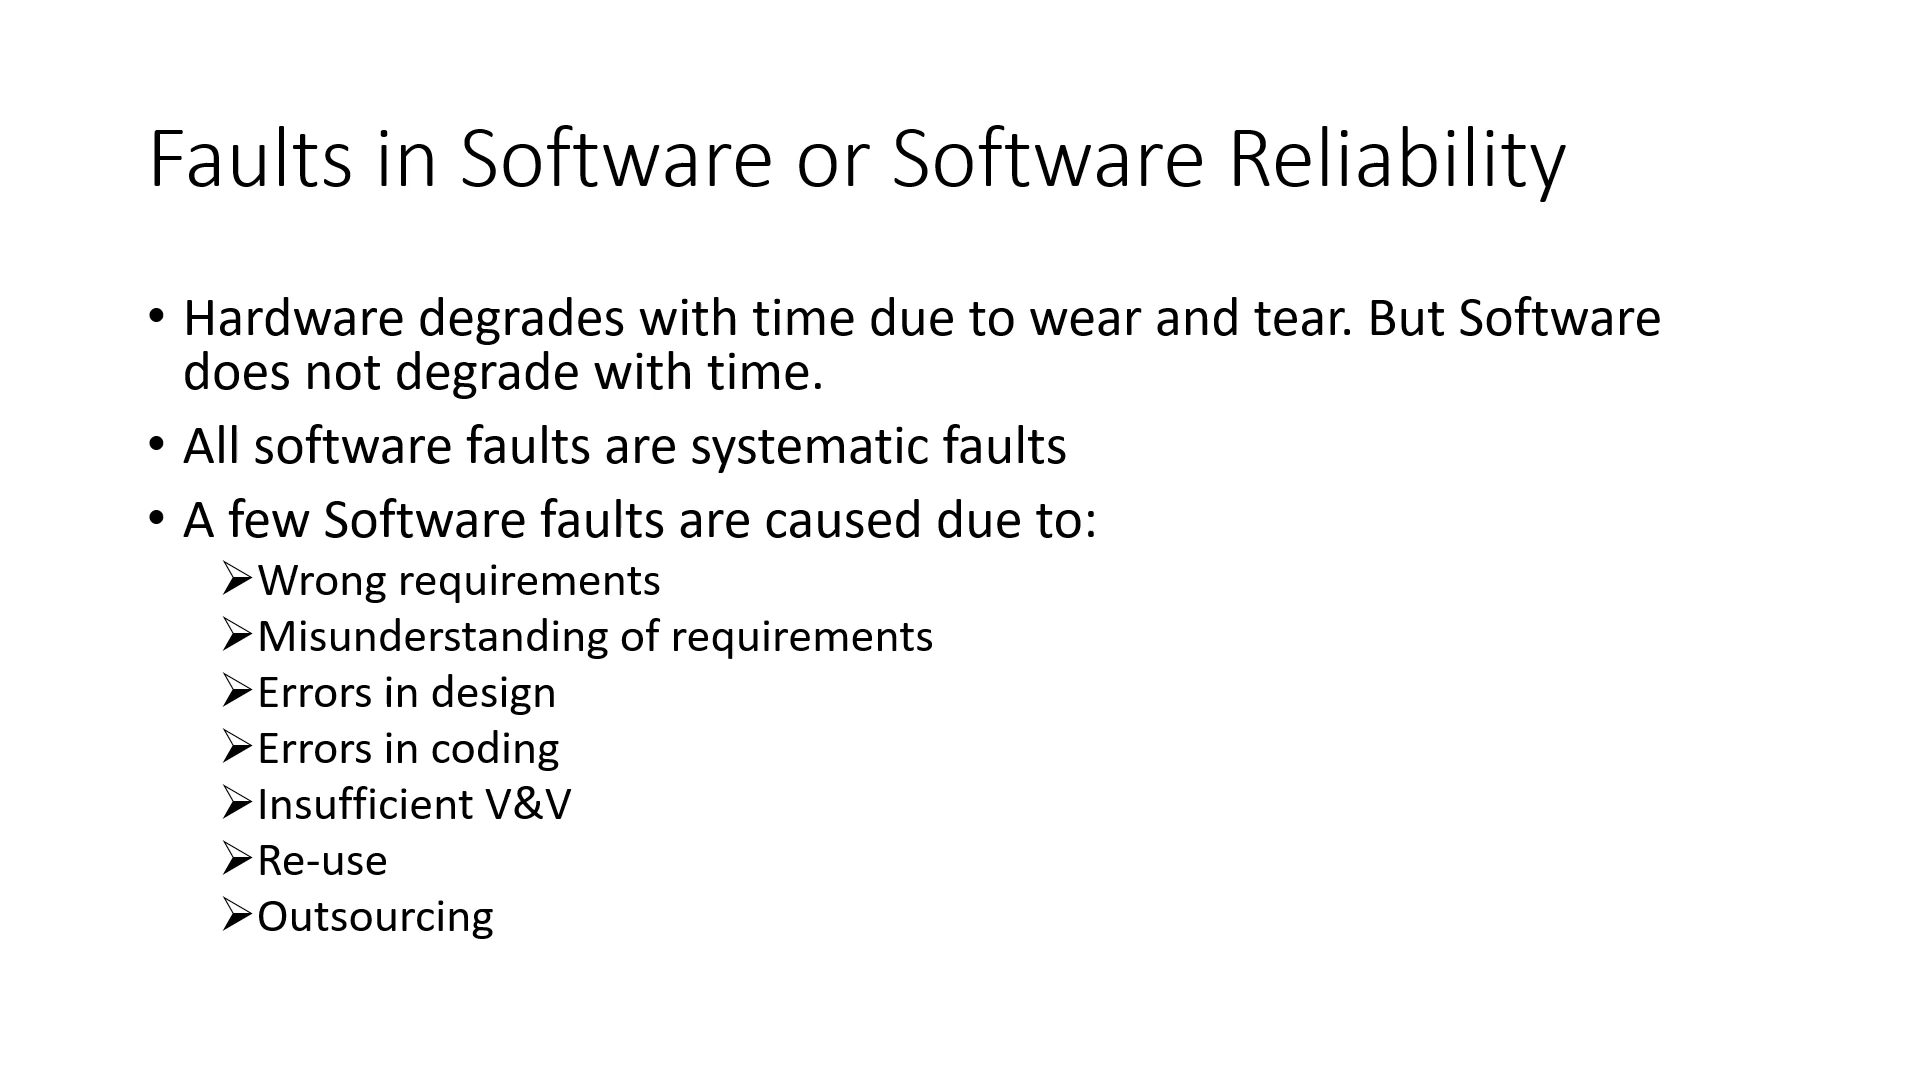 Faults in Software or Software Reliability
• Hardware degrades with time due to wear and tear. But Software
does not degrade with time.
• All software faults are systematic faults
• A few Software faults are caused due to:
➢Wrong requirements
➢Misunderstanding of requirements
➢Errors in design
➢Errors in coding
➢Insufficient V&V
➢Re-use
➢Outsourcing